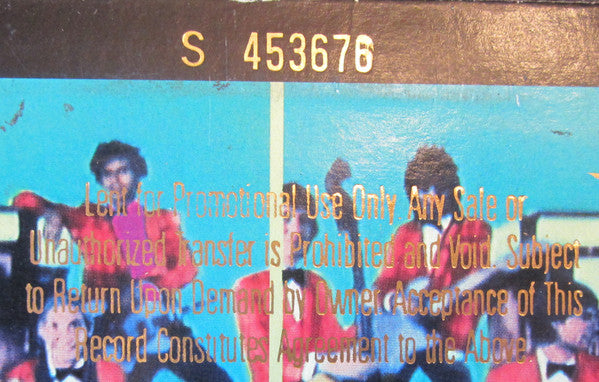 S 453676
Lent for Promotional Use Only Any Sale or
Unauthorized Transfer is Prohibited and Void. Subject
to Return Upon Demand by Owner Acceptance of This
Record Constitutes Agreement to the Above